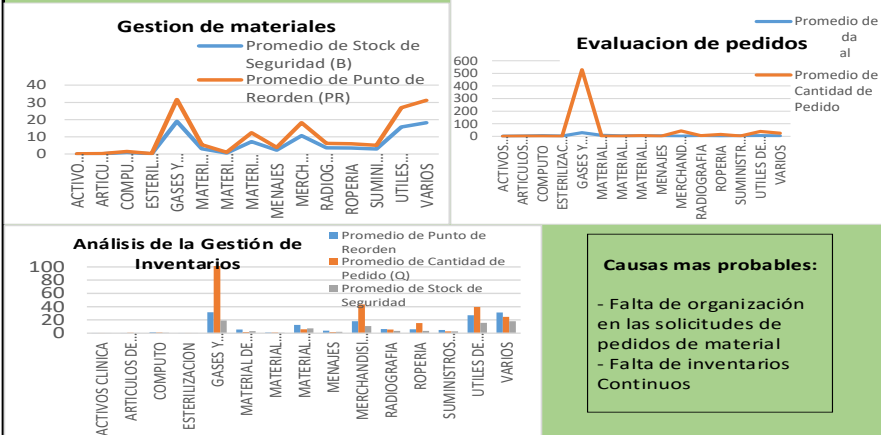 Gestion de materiales
Promedio de Stock de
Seguridad (B)
Promedio de Punto de
Reorden (PR)
40
30
20
10
0
ACTIVO...
ARTICU...
COMPU...
ESTERIL...
GASES Y...
MATERI...
MATERI...
MATERI...
MENAJES
MERCH...
RADIOG...
ROPERIA
SUMINI...
UTILES...
VARIOS
Evaluacion de pedidos
Promedio de
da
al
Promedio de
Cantidad de
Pedido
600
500
400
300
200
100
0
ACTIVOS...
ARTICULOS...
COMPUTO
ESTERILIZAC...
GASES Y...
MATERIAL...
MATERIAL...
MATERIAL...
MENAJES
MERCHAND...
RADIOGRAFIA
ROPERIA
SUMINISTR...
UTILES DE...
VARIOS
Análisis de la Gestión de
Inventarios
Promedio de Punto de
Reorden
Promedio de Cantidad de
Pedido (Q)
Promedio de Stock de
Seguridad
100
80
60
40
20
0
ACTIVOS CLINICA
ARTICULOS DE...
COMPUTO
ESTERILIZACION
GASES Y...
MATERIAL DE...
MATERIAL...
MATERIAL...
MENAJES
MERCHANDISI...
RADIOGRAFIA
ROPERIA
SUMINISTROS...
UTILES DE...
VARIOS
Causas mas probables:
- Falta de organización
en las solicitudes de
pedidos de material
- Falta de inventarios
Continuos